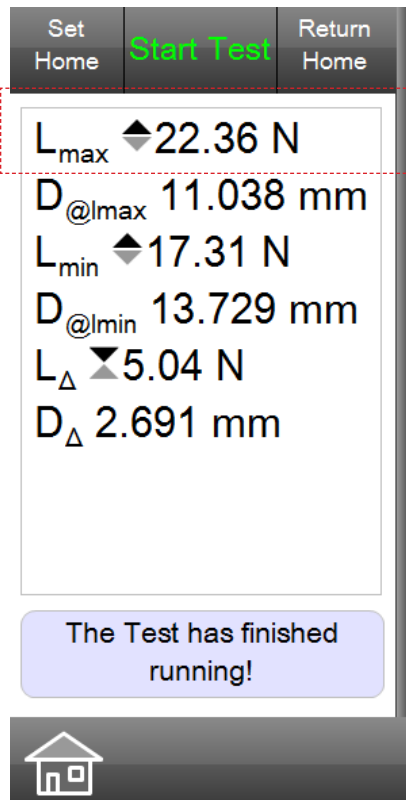 Set Home
Start Test
Return Home
Lmax 22.36 N
D@lmax 11.038 mm
Lmin 17.31 N
D@lmin 13.729 mm
LΔ 5.04 N
DΔ 2.691 mm
The Test has finished
running!